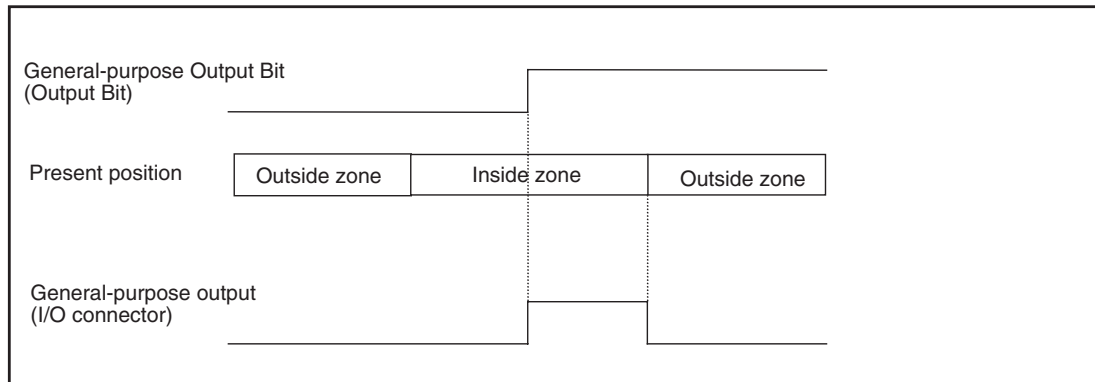 General-purpose Output Bit
(Output Bit)
Present position
Outside zone
Inside zone
Outside zone
General-purpose output
(I/O connector)